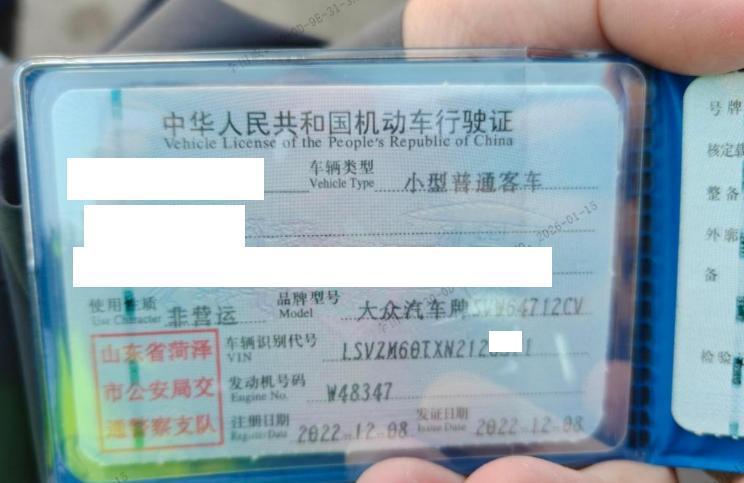 中华人民共和国机动车行驶证
Vehicle License of the People's Republic of China
车辆类型 小型普通客车
Vehicle Type
使用性质 非营运 品牌型号 大众汽车牌SVW64712CV
Use Character Model
山东省菏泽
市公安局交
通警察支队
车辆识别代号
VIN LSVZM60TXN212
发动机号码 W48347
Engine No.
注册日期 2022-12-08 发证日期 2022-12-08
Register Date Issue Date
号牌
核定载
整备
外廓
备
检验